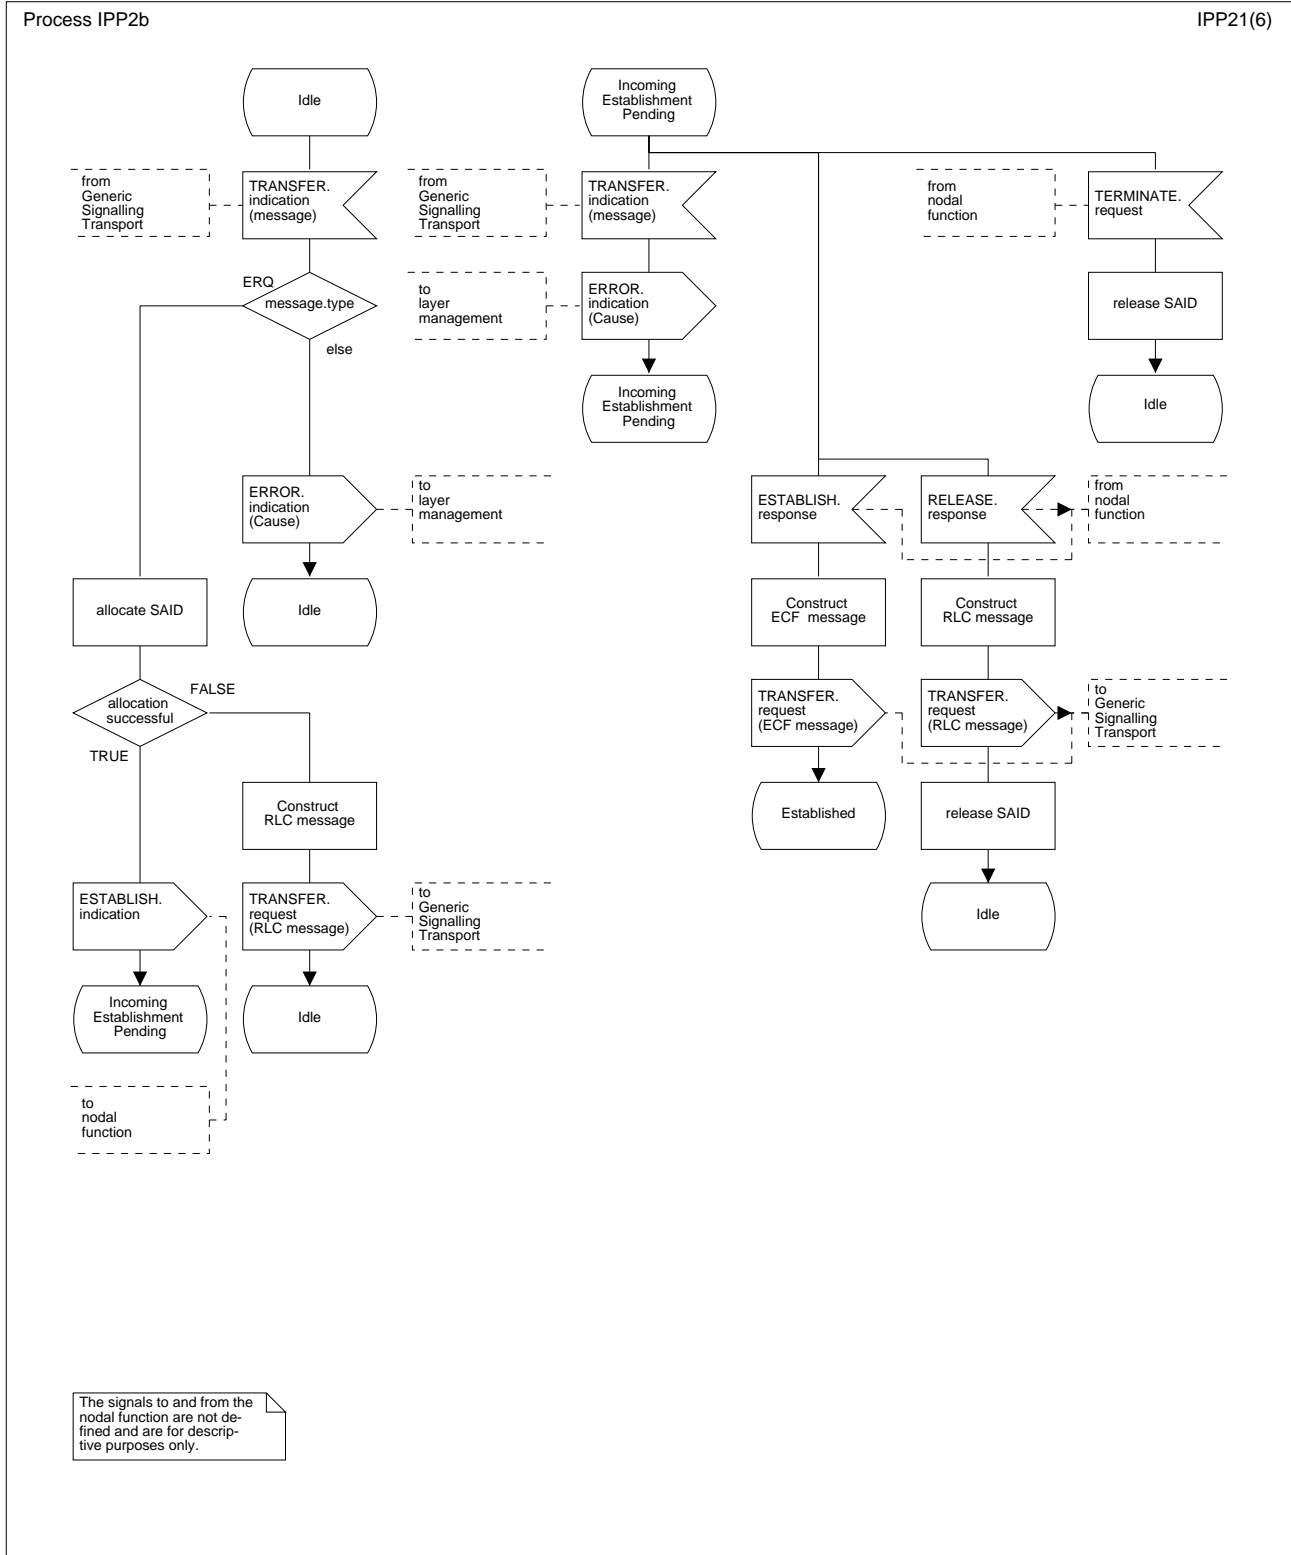 Process IPP2b
IPP21(6)
Idle
from
Generic
Signalling
Transport
TRANSFER.
indication
(message)
ERQ
message.type
else
ERROR.
indication
(Cause)
to
layer
management
Idle
allocate SAID
allocation
successful
FALSE
TRUE
Construct
RLC message
ESTABLISH.
indication
TRANSFER.
request
(RLC message)
to
Generic
Signalling
Transport
Incoming
Establishment
Pending
Idle
to
nodal
function
Incoming
Establishment
Pending
from
Generic
Signalling
Transport
TRANSFER.
indication
(message)
to
layer
management
ERROR.
indication
(Cause)
Incoming
Establishment
Pending
from
nodal
function
TERMINATE.
request
release SAID
Idle
ESTABLISH.
response
RELEASE.
response
from
nodal
function
Construct
ECF  message
Construct
RLC message
TRANSFER.
request
(ECF message)
TRANSFER.
request
(RLC message)
to
Generic
Signalling
Transport
Established
release SAID
Idle
The signals to and from the
nodal function are not de-
fined and are for descrip-
tive purposes only.